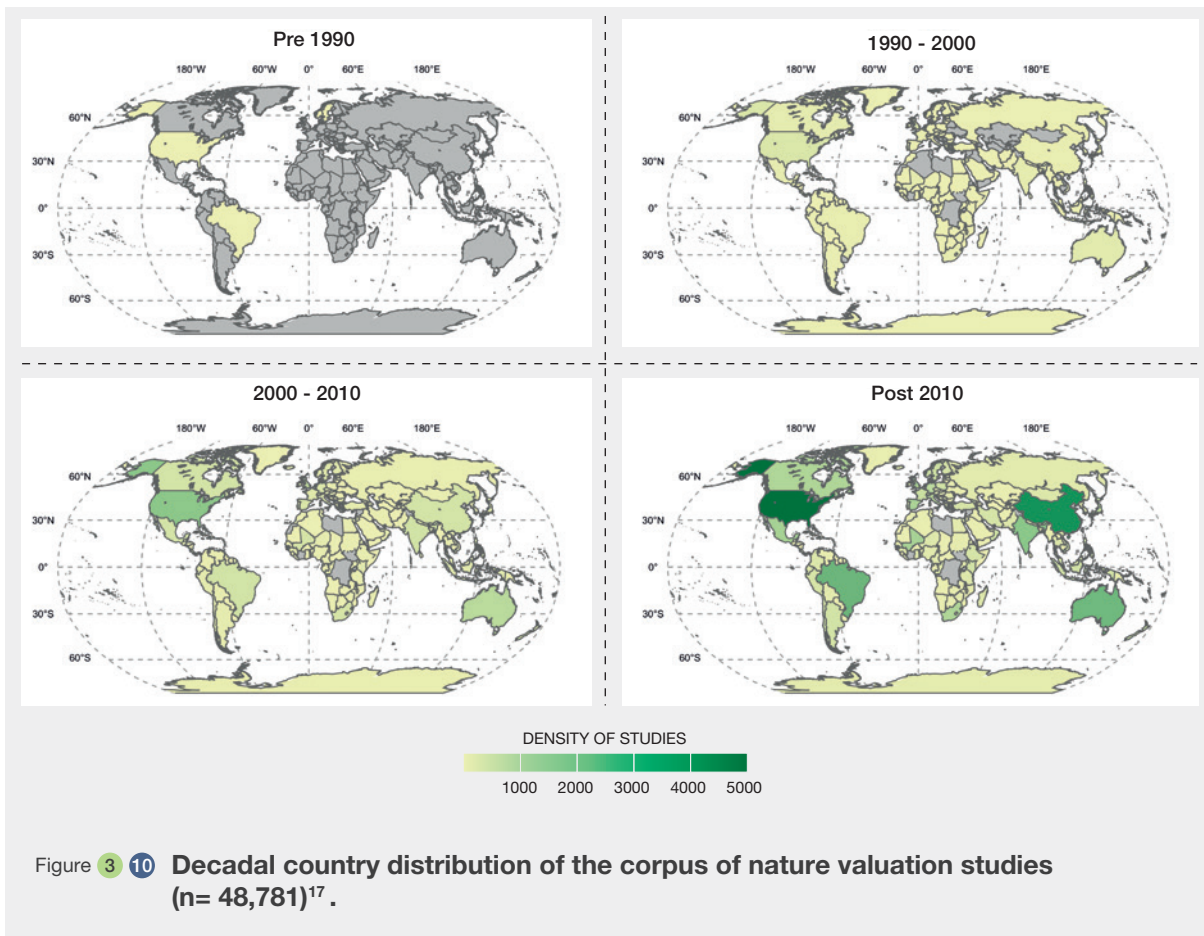 Pre 1990
180°W 60°W 0° 60°E 180°E
60°N
30°N
0°
30°S
60°S
1990 - 2000
180°W 60°W 0° 60°E 180°E
60°N
30°N
0°
30°S
60°S
2000 - 2010
180°W 60°W 0° 60°E 180°E
60°N
30°N
0°
30°S
60°S
Post 2010
180°W 60°W 0° 60°E 180°E
60°N
30°N
0°
30°S
60°S
DENSITY OF STUDIES
1000 2000 3000 4000 5000
Figure 3 10 Decadal country distribution of the corpus of nature valuation studies
(n= 48,781)¹⁷ .